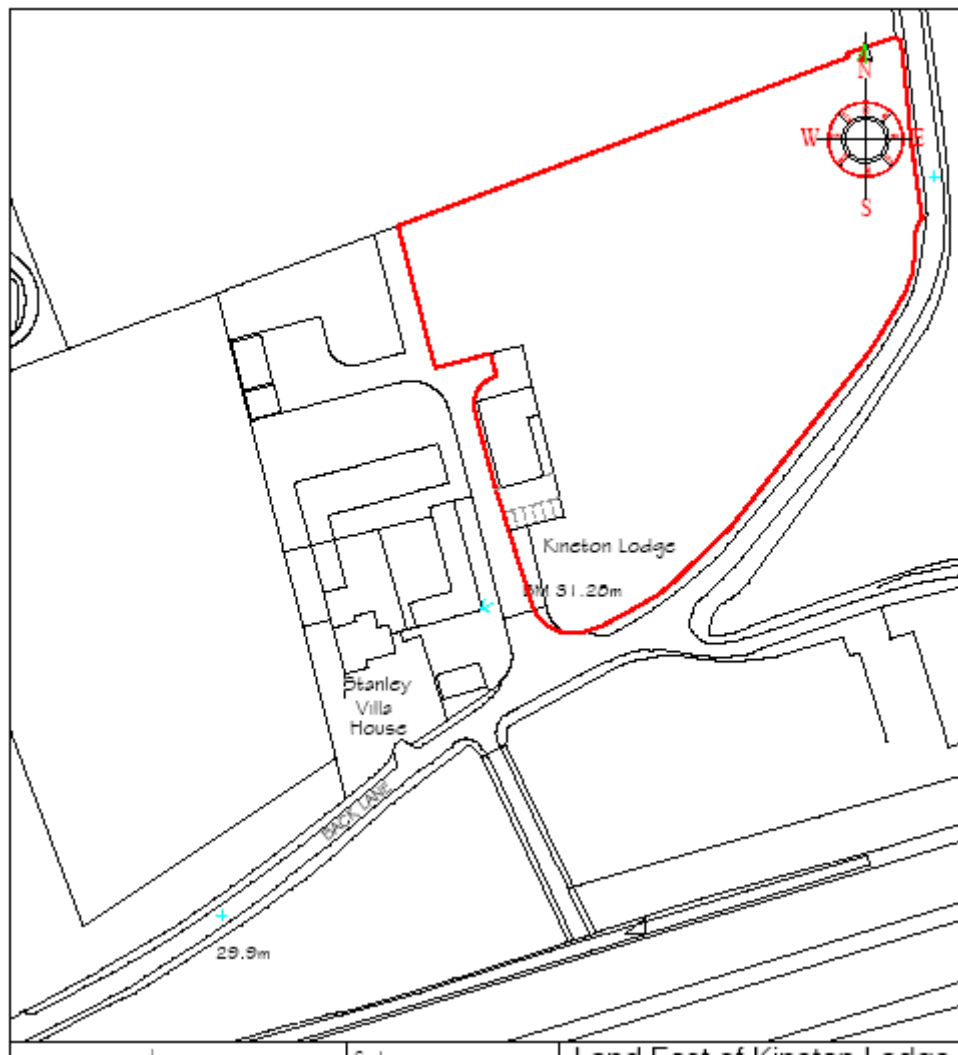 N
W E
S
Kineton Lodge
BM 31.28m
Stanley
Villa
House
BACK LANE
29.9m
Land East of Kineton Lodge